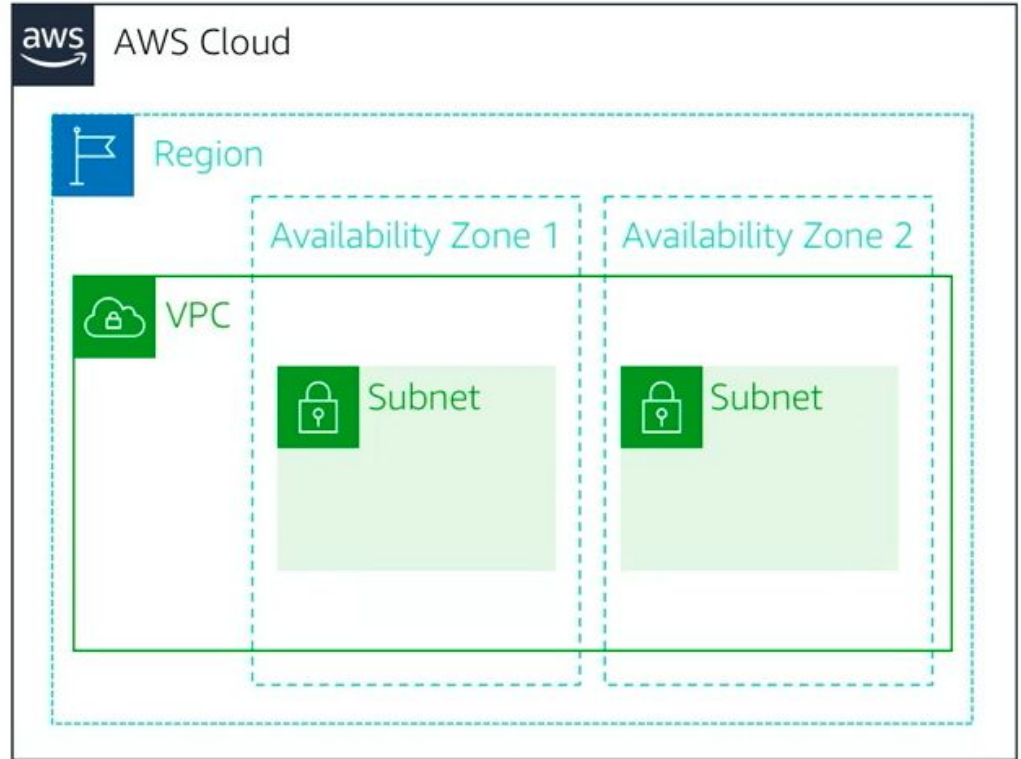 aws
AWS Cloud
Region
Availability Zone 1
Availability Zone 2
VPC
Subnet
Subnet